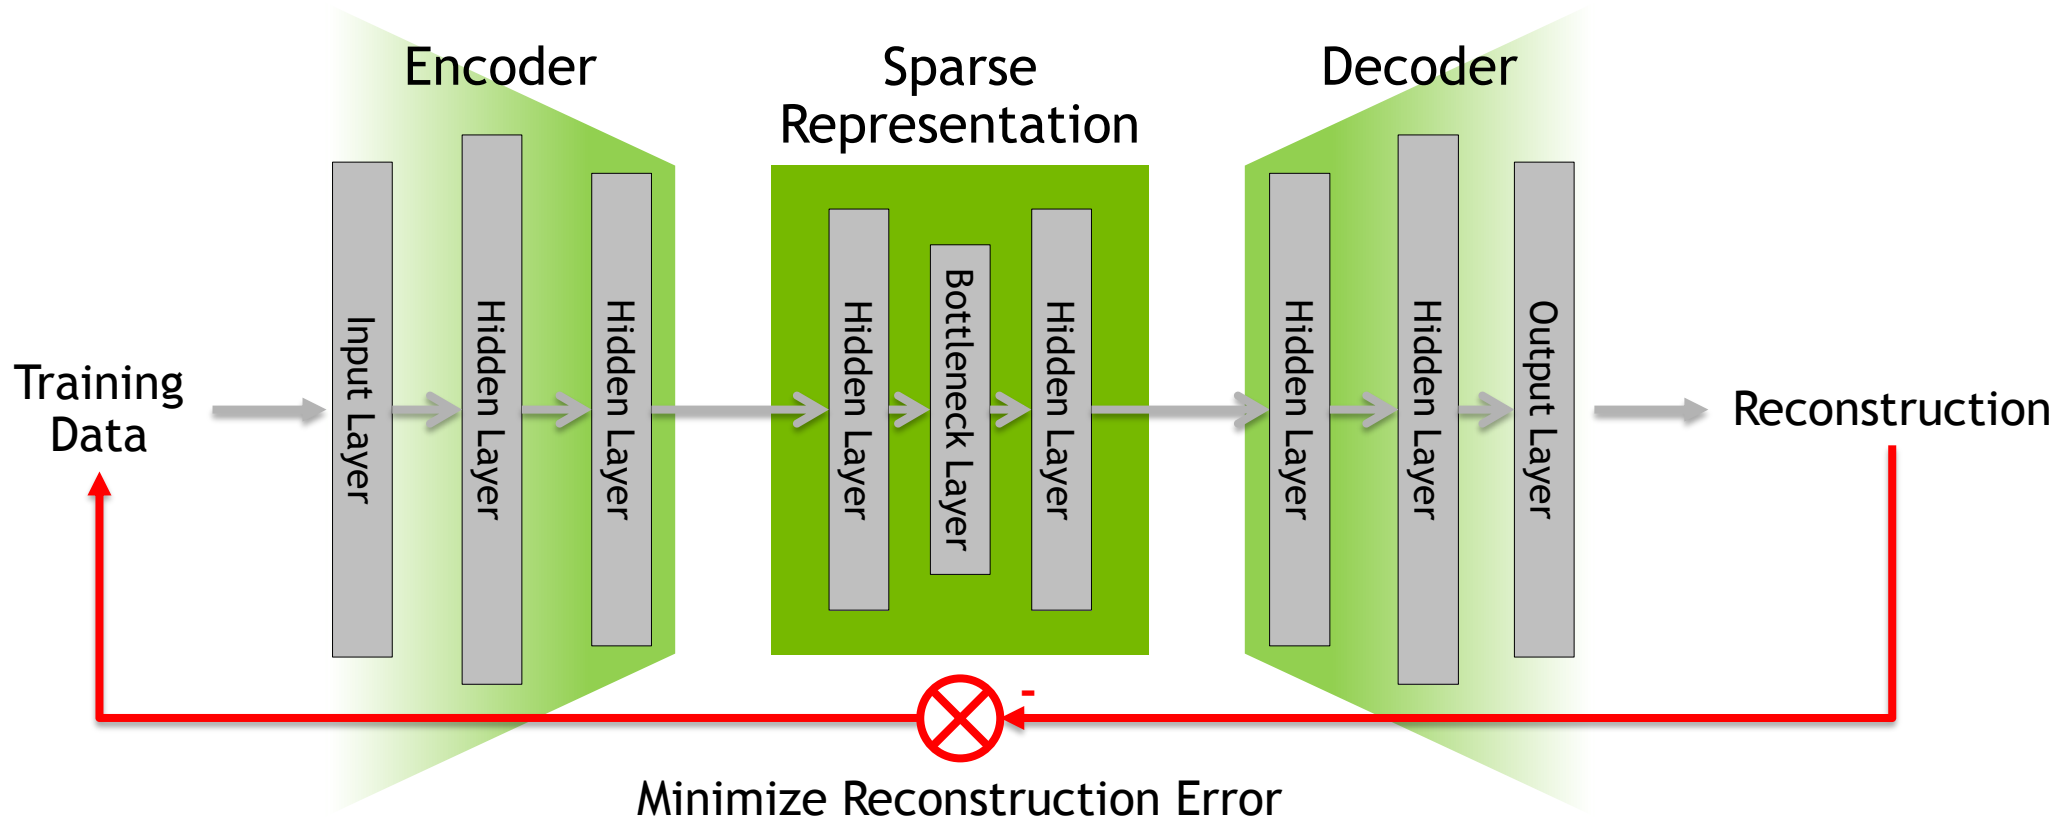 Encoder
Sparse
Representation
Decoder
Training
Data
Input Layer
Hidden Layer
Hidden Layer
Hidden Layer
Bottleneck Layer
Hidden Layer
Hidden Layer
Hidden Layer
Output Layer
Reconstruction
-
Minimize Reconstruction Error